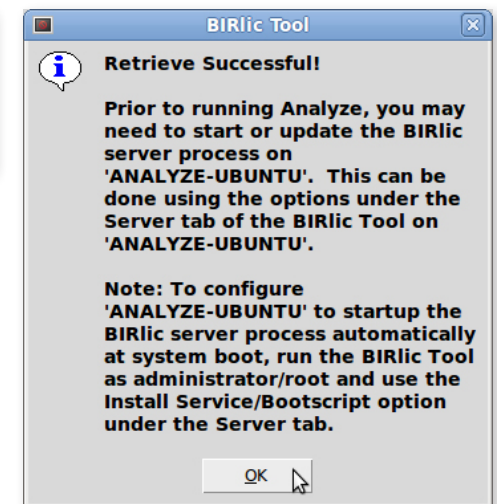 BIRlic Tool
Retrieve Successful!
Prior to running Analyze, you may
need to start or update the BIRlic
server process on
'ANALYZE-UBUNTU'.  This can be
done using the options under the
Server tab of the BIRlic Tool on
'ANALYZE-UBUNTU'.
Note: To configure
'ANALYZE-UBUNTU' to startup the
BIRlic server process automatically
at system boot, run the BIRlic Tool
as administrator/root and use the
Install Service/Bootscript option
under the Server tab.
OK